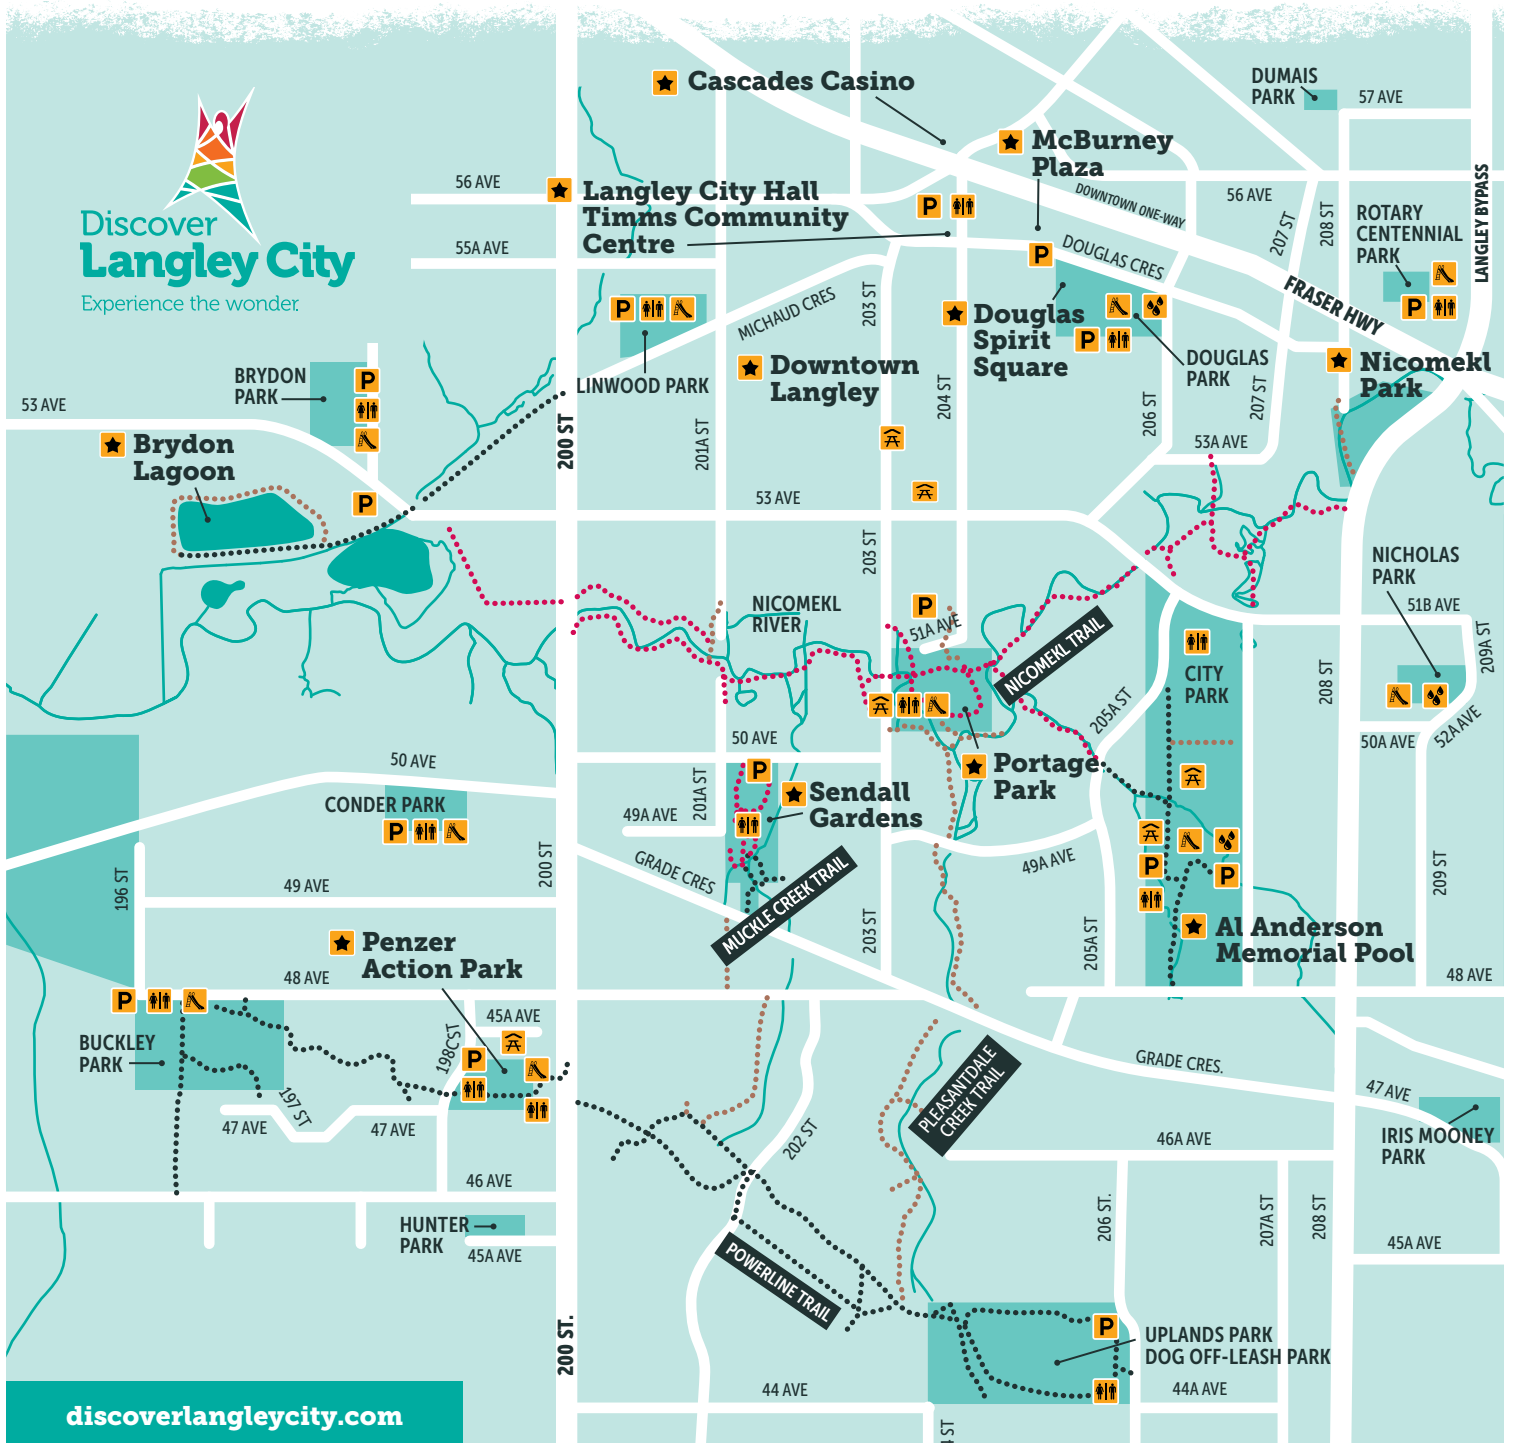 Discover
Langley City
Experience the wonder.
Cascades Casino
McBurney
Plaza
DUMAIS
PARK
57 AVE
56 AVE
Langley City Hall
Timms Community
Centre
P
DOWNTOWN ONE-WAY
56 AVE
207 ST
208 ST
ROTARY
CENTENNIAL
PARK
P
LANGLEY BYPASS
55A AVE
P
DOUGLAS CRES
FRASER HWY
P
LINWOOD PARK
MICHAUD CRES
203 ST
Douglas
Spirit
Square
P
DOUGLAS
PARK
Nicomekl
Park
BRYDON
PARK
P
53 AVE
Brydon
Lagoon
P
200 ST
201A ST
Downtown
Langley
204 ST
206 ST
207 ST
53A AVE
53 AVE
203 ST
NICHOLAS
PARK
51B AVE
209A ST
NICOMEKL
RIVER
P
51A AVE
NICOMEKL TRAIL
CITY
PARK
205A ST
208 ST
50A AVE
52A AVE
50 AVE
50 AVE
CONDER PARK
P
201A ST
P
Sendall
Gardens
Portage
Park
49A AVE
GRADE CRES
200 ST
49A AVE
P
P
209 ST
196 ST
49 AVE
MUCKLE CREEK TRAIL
203 ST
205A ST
Al Anderson
Memorial Pool
Penzer
Action Park
48 AVE
48 AVE
P
45A AVE
BUCKLEY
PARK
198C ST
P
197 ST
47 AVE
47 AVE
PLEASANTDALE
CREEK TRAIL
GRADE CRES.
47 AVE
202 ST
46A AVE
IRIS MOONEY
PARK
46 AVE
HUNTER
PARK
45A AVE
POWERLINE TRAIL
206 ST.
207A ST
208 ST
45A AVE
200 ST.
P
UPLANDS PARK
DOG OFF-LEASH PARK
44 AVE
44A AVE
ST
discoverlangleycity.com